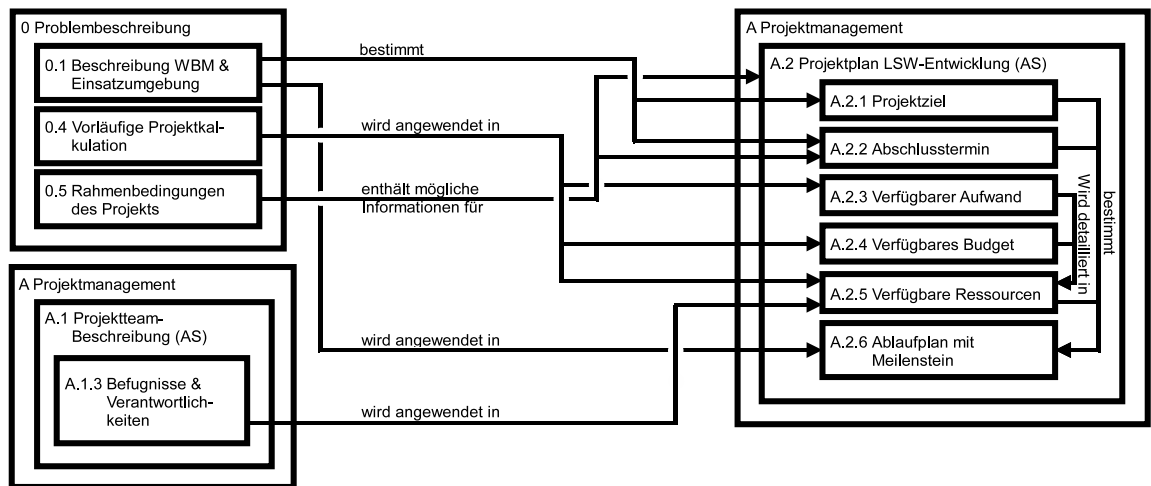 0 Problembeschreibung
0.1 Beschreibung WBM &
Einsatzumgebung
0.4 Vorläufige Projektkal-
kulation
0.5 Rahmenbedingungen
des Projekts
A Projektmanagement
A.1 Projektteam-
Beschreibung (AS)
A.1.3 Befugnisse &
Verantwortlich-
keiten
bestimmt
wird angewendet in
enthält mögliche
Informationen für
wird angewendet in
wird angewendet in
A Projektmanagement
A.2 Projektplan LSW-Entwicklung (AS)
A.2.1 Projektziel
A.2.2 Abschlusstermin
A.2.3 Verfügbarer Aufwand
A.2.4 Verfügbares Budget
A.2.5 Verfügbare Ressourcen
A.2.6 Ablaufplan mit
Meilenstein
Wird detailliert in
bestimmt